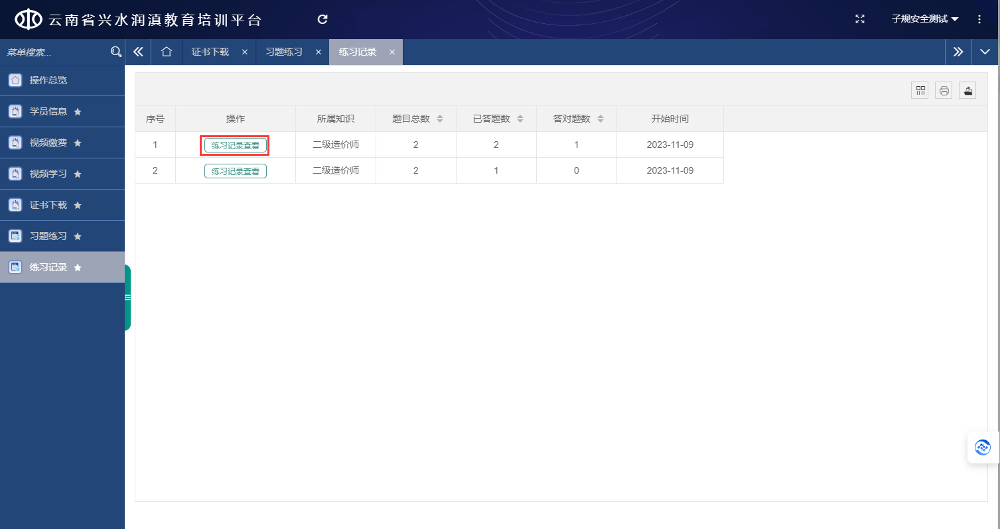 云南省兴水润滇教育培训平台
子规安全测试
菜单搜索...
证书下载
习题练习
练习记录
操作总览
学员信息
视频缴费
视频学习
证书下载
习题练习
练习记录
序号 操作 所属知识 题目总数 已答题数 答对题数 开始时间
1 练习记录查看 二级造价师 2 2 1 2023-11-09
2 练习记录查看 二级造价师 2 1 0 2023-11-09